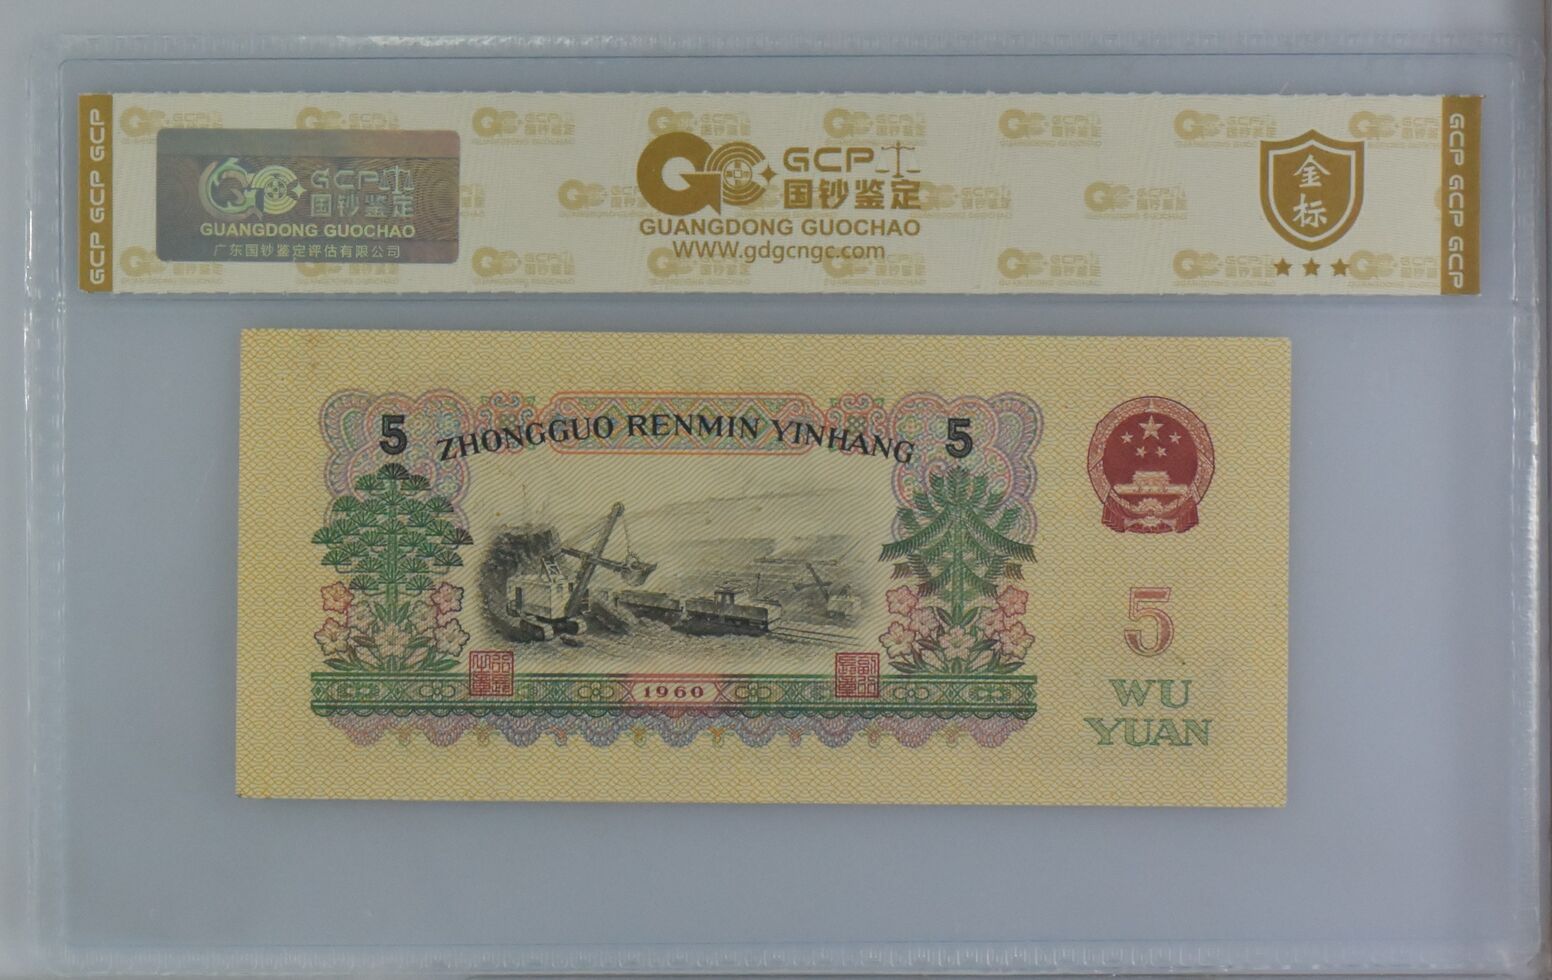 GCP GCP GCP
GCP 国钞鉴定
GUANGDONG GUOCHAO
广东国钞鉴定评估有限公司
GCP
国钞鉴定
GUANGDONG GUOCHAO
WWW.gdgcngc.com
金标
GCP GCP GCP
5 ZHONGGUO RENMIN YINHANG 5
1960
5
WU
YUAN